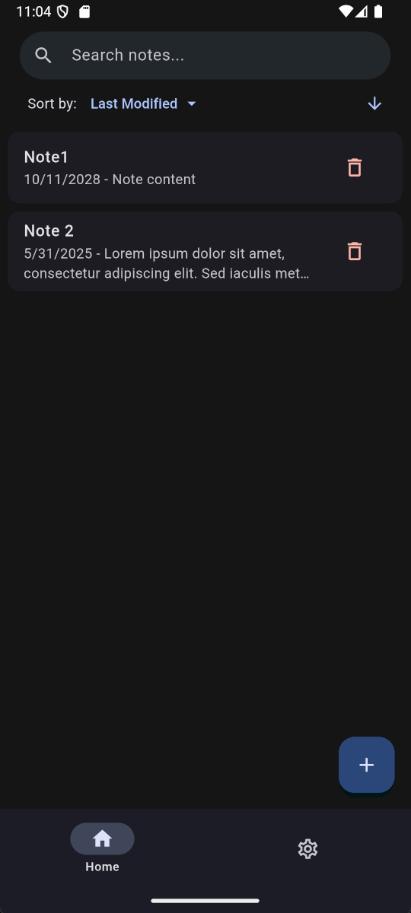 11:04
Search notes...
Sort by: Last Modified
Note1
10/11/2028 - Note content
Note 2
5/31/2025 - Lorem ipsum dolor sit amet,
consectetur adipiscing elit. Sed iaculis met…
Home